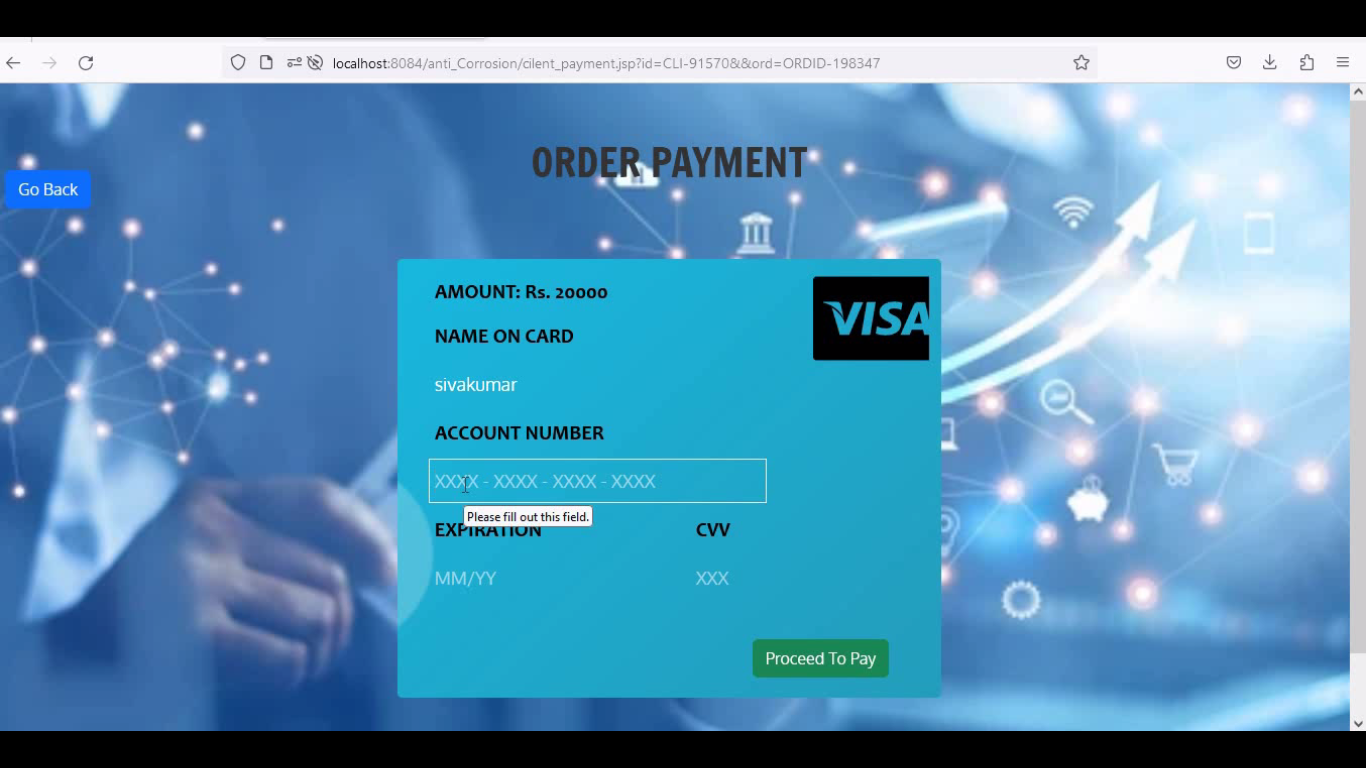 localhost:8084/anti_Corrosion/cilent_payment.jsp?id=CLI-91570&&ord=ORDID-198347
ORDER PAYMENT
Go Back
AMOUNT: Rs. 20000
VISA
NAME ON CARD
sivakumar
ACCOUNT NUMBER
XXXX - XXXX - XXXX - XXXX
Please fill out this field.
EXPIRATION CVV
MM/YY XXX
Proceed To Pay